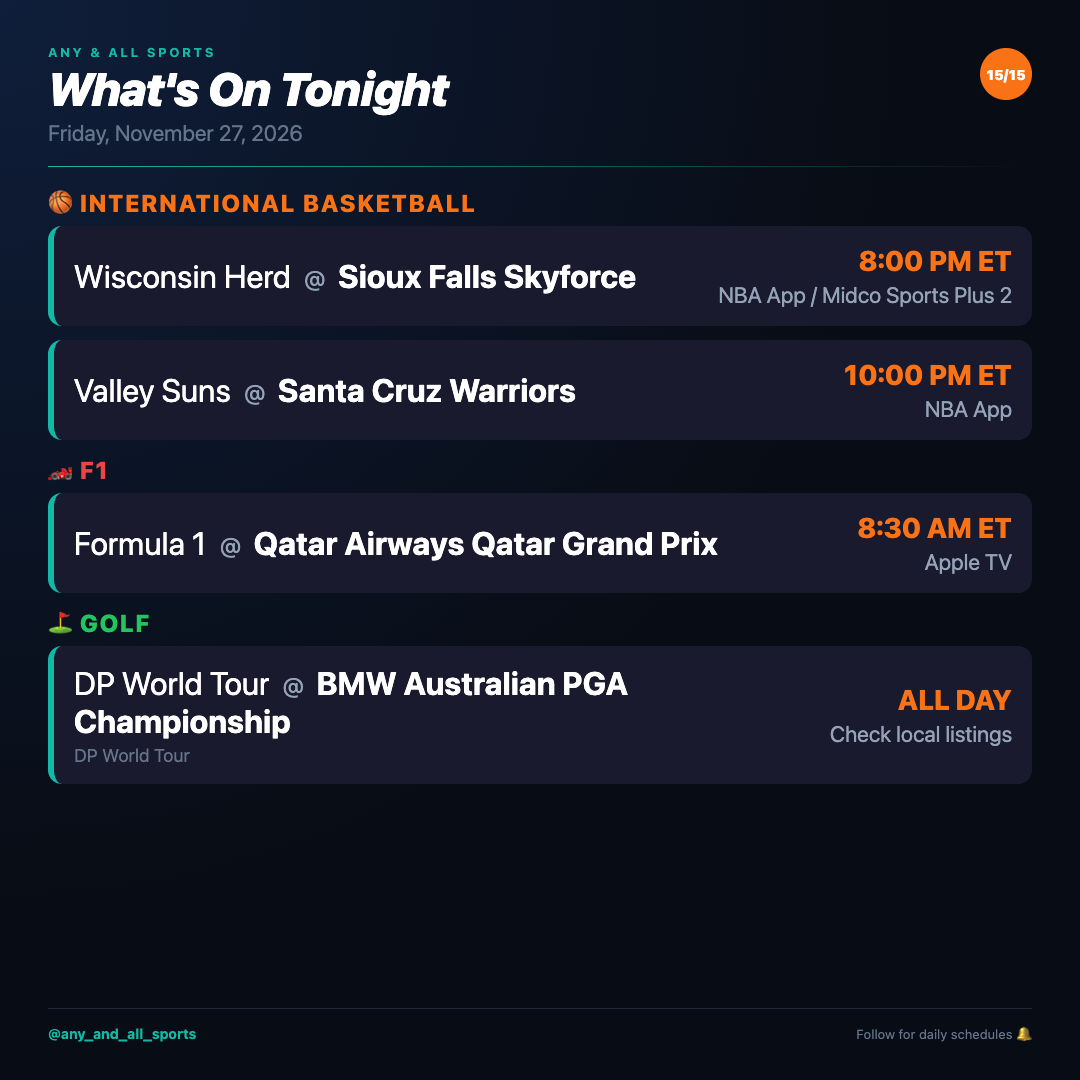 ANY & ALL SPORTS
What's On Tonight
15/15
Friday, November 27, 2026
🏀 INTERNATIONAL BASKETBALL
Wisconsin Herd @ Sioux Falls Skyforce
8:00 PM ET
NBA App / Midco Sports Plus 2
Valley Suns @ Santa Cruz Warriors
10:00 PM ET
NBA App
🏎️ F1
Formula 1 @ Qatar Airways Qatar Grand Prix
8:30 AM ET
Apple TV
⛳ GOLF
DP World Tour @ BMW Australian PGA
Championship
DP World Tour
ALL DAY
Check local listings
@any_and_all_sports
Follow for daily schedules 🔔